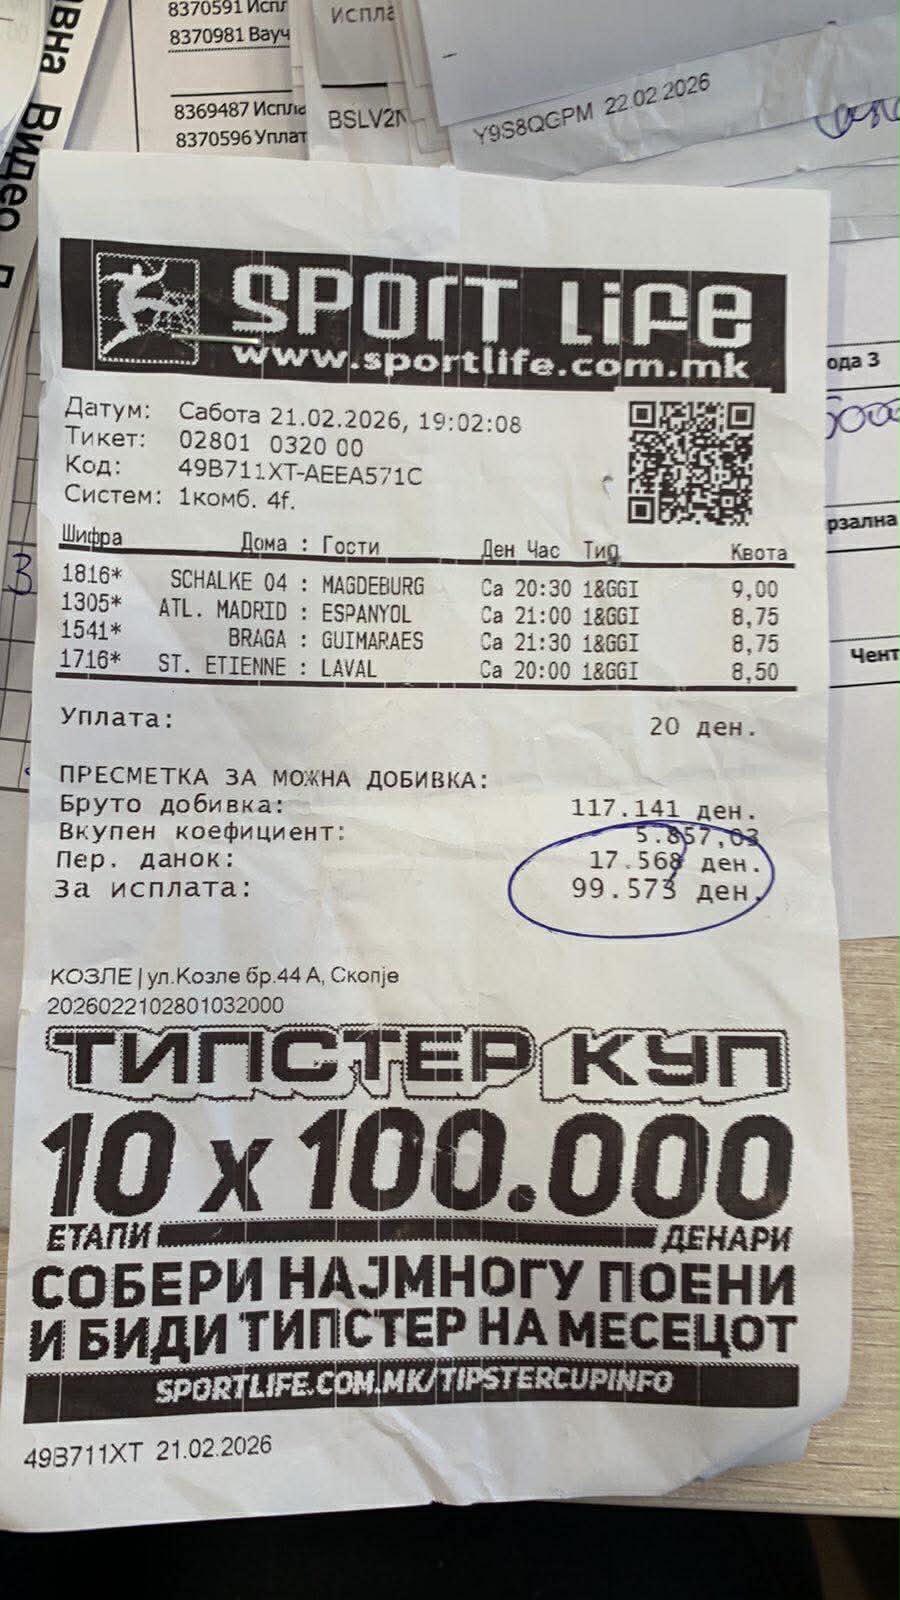 8370591 Испл
8370981 Вауч
8369487 Испла
8370596 Уплат
Испла
BSLV2N
Y9S8QGPM 22.02.2026
вна Видео
ода 3
рзална
Чент
3
SPORT LIFE
www.sportlife.com.mk
Датум: Сабота 21.02.2026, 19:02:08
Тикет: 02801 0320 00
Код: 49B711XT-AEEA571C
Систем: 1комб. 4f.
Шифра Дома : Гости Ден Час Тип Квота
1816* SCHALKE 04 : MAGDEBURG Са 20:30 1&GGI 9,00
1305* ATL. MADRID : ESPANYOL Са 21:00 1&GGI 8,75
1541* BRAGA : GUIMARAES Са 21:30 1&GGI 8,75
1716* ST. ETIENNE : LAVAL Са 20:00 1&GGI 8,50
Уплата: 20 ден.
ПРЕСМЕТКА ЗА МОЖНА ДОБИВКА:
Бруто добивка: 117.141 ден.
Вкупен коефициент: 5.857,03
Пер. данок: 17.568 ден.
За исплата: 99.573 ден.
КОЗЛЕ | ул.Козле бр.44 А, Скопје
2026022102801032000
ТИПСТЕР КУП
10 x 100.000
ЕТАПИ ДЕНАРИ
СОБЕРИ НАЈМНОГУ ПОЕНИ
И БИДИ ТИПСТЕР НА МЕСЕЦОТ
SPORTLIFE.COM.MK/TIPSTERCUPINFO
49B711XT 21.02.2026